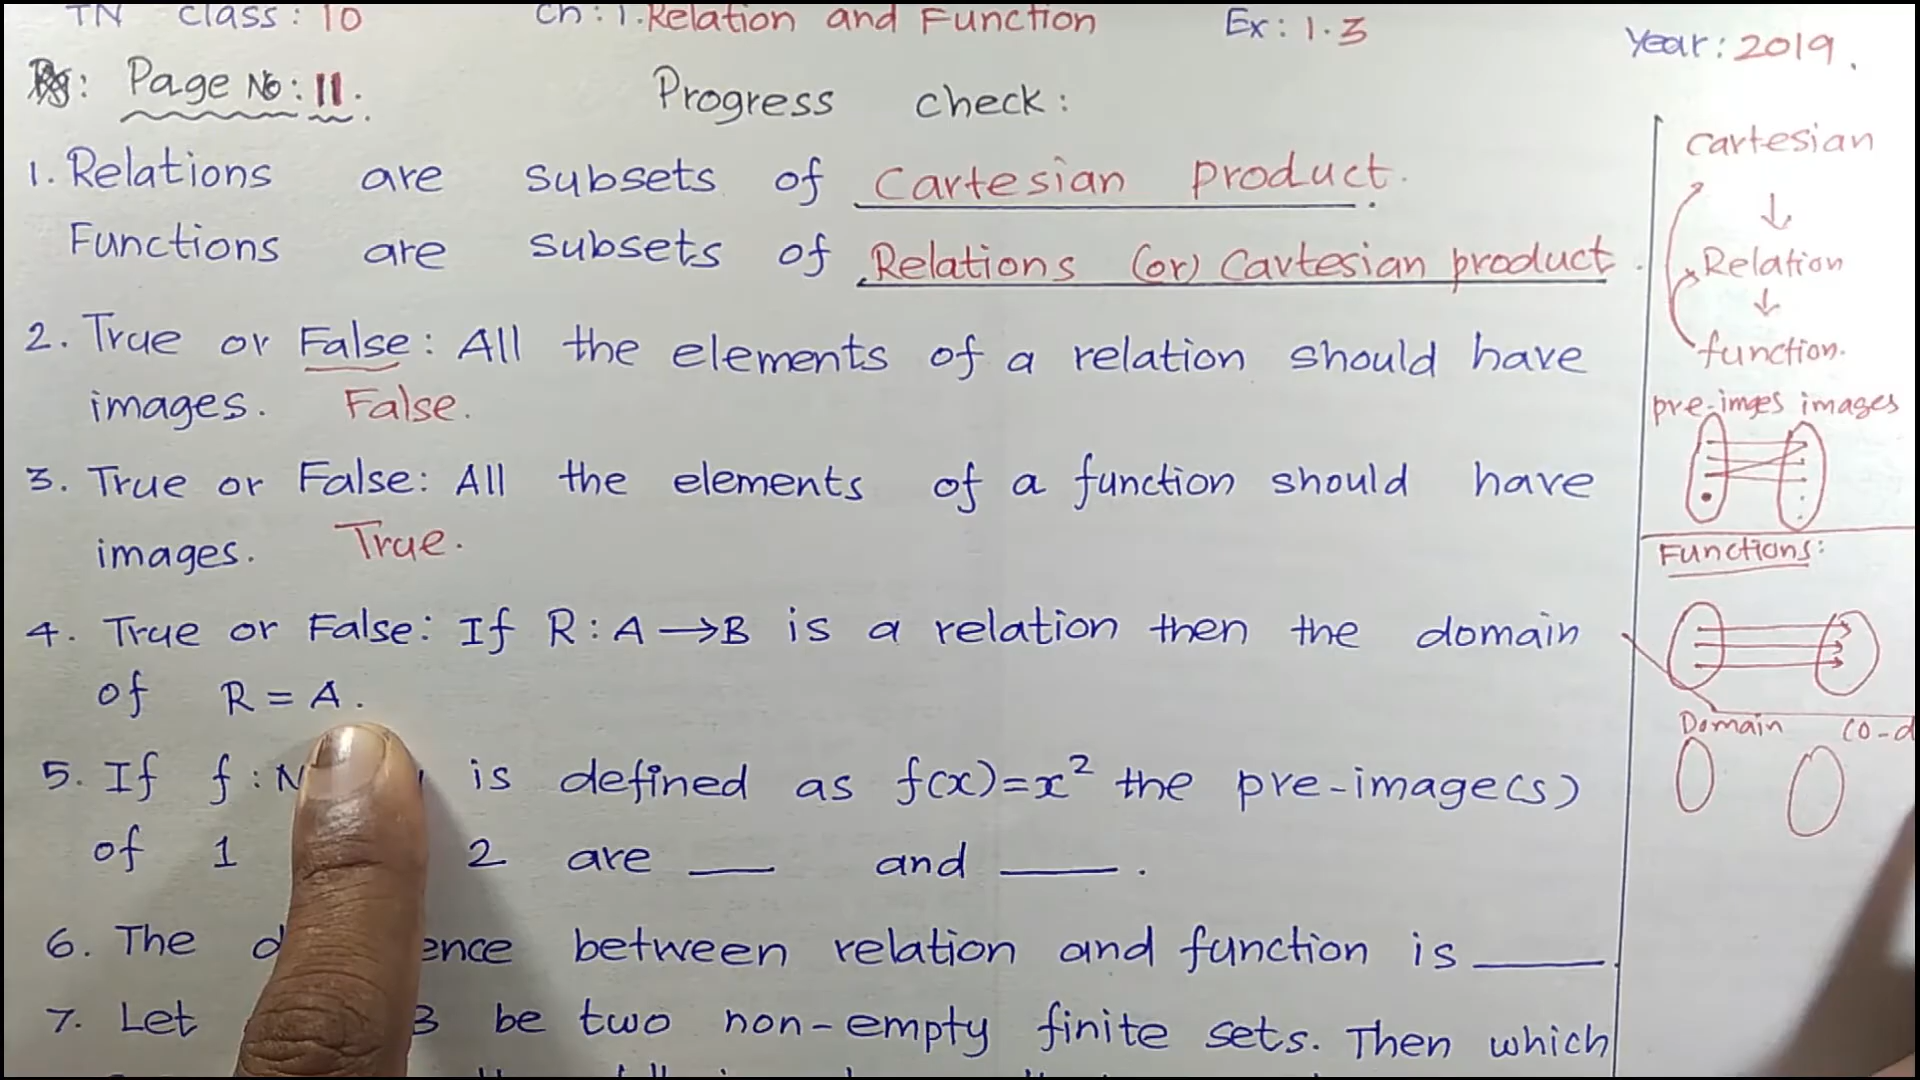 TN Class: 10 Ch: 1. Relation and Function Ex: 1.3 Year: 2019.
: Page No: 11. Progress check:
1. Relations are subsets of Cartesian product.
Functions are subsets of Relations (or) Cartesian product.
2. True or False: All the elements of a relation should have
images. False.
3. True or False: All the elements of a function should have
images. True.
4. True or False: If R: A → B is a relation then the domain
of R = A.
5. If f: N is defined as f(x)=x² the pre-image(s)
of 1 2 are ___ and ___.
6. The between relation and function is ___.
7. Let be two non-empty finite sets. Then which
Cartesian
↓
Relation
↓
function.
pre-imges images
Functions:
Domain co-d